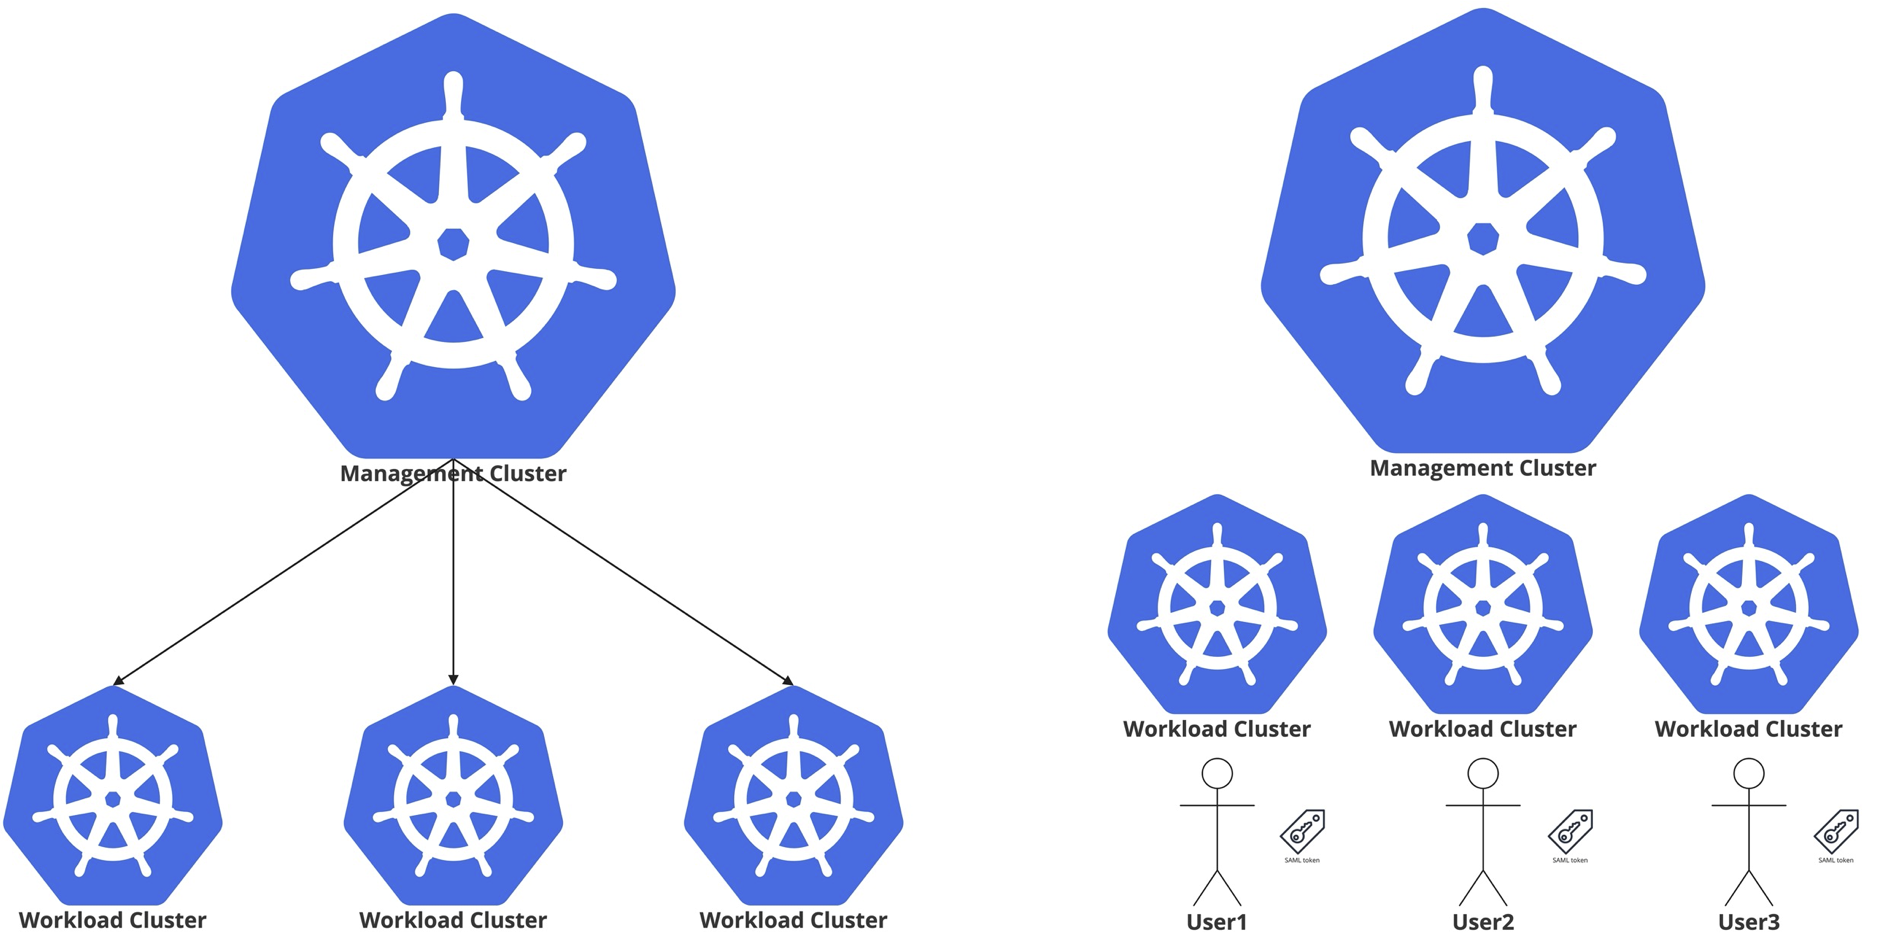 Management Cluster
Workload Cluster
Workload Cluster
Workload Cluster
Management Cluster
Workload Cluster
Workload Cluster
Workload Cluster
SAML token
SAML token
SAML token
User1
User2
User3